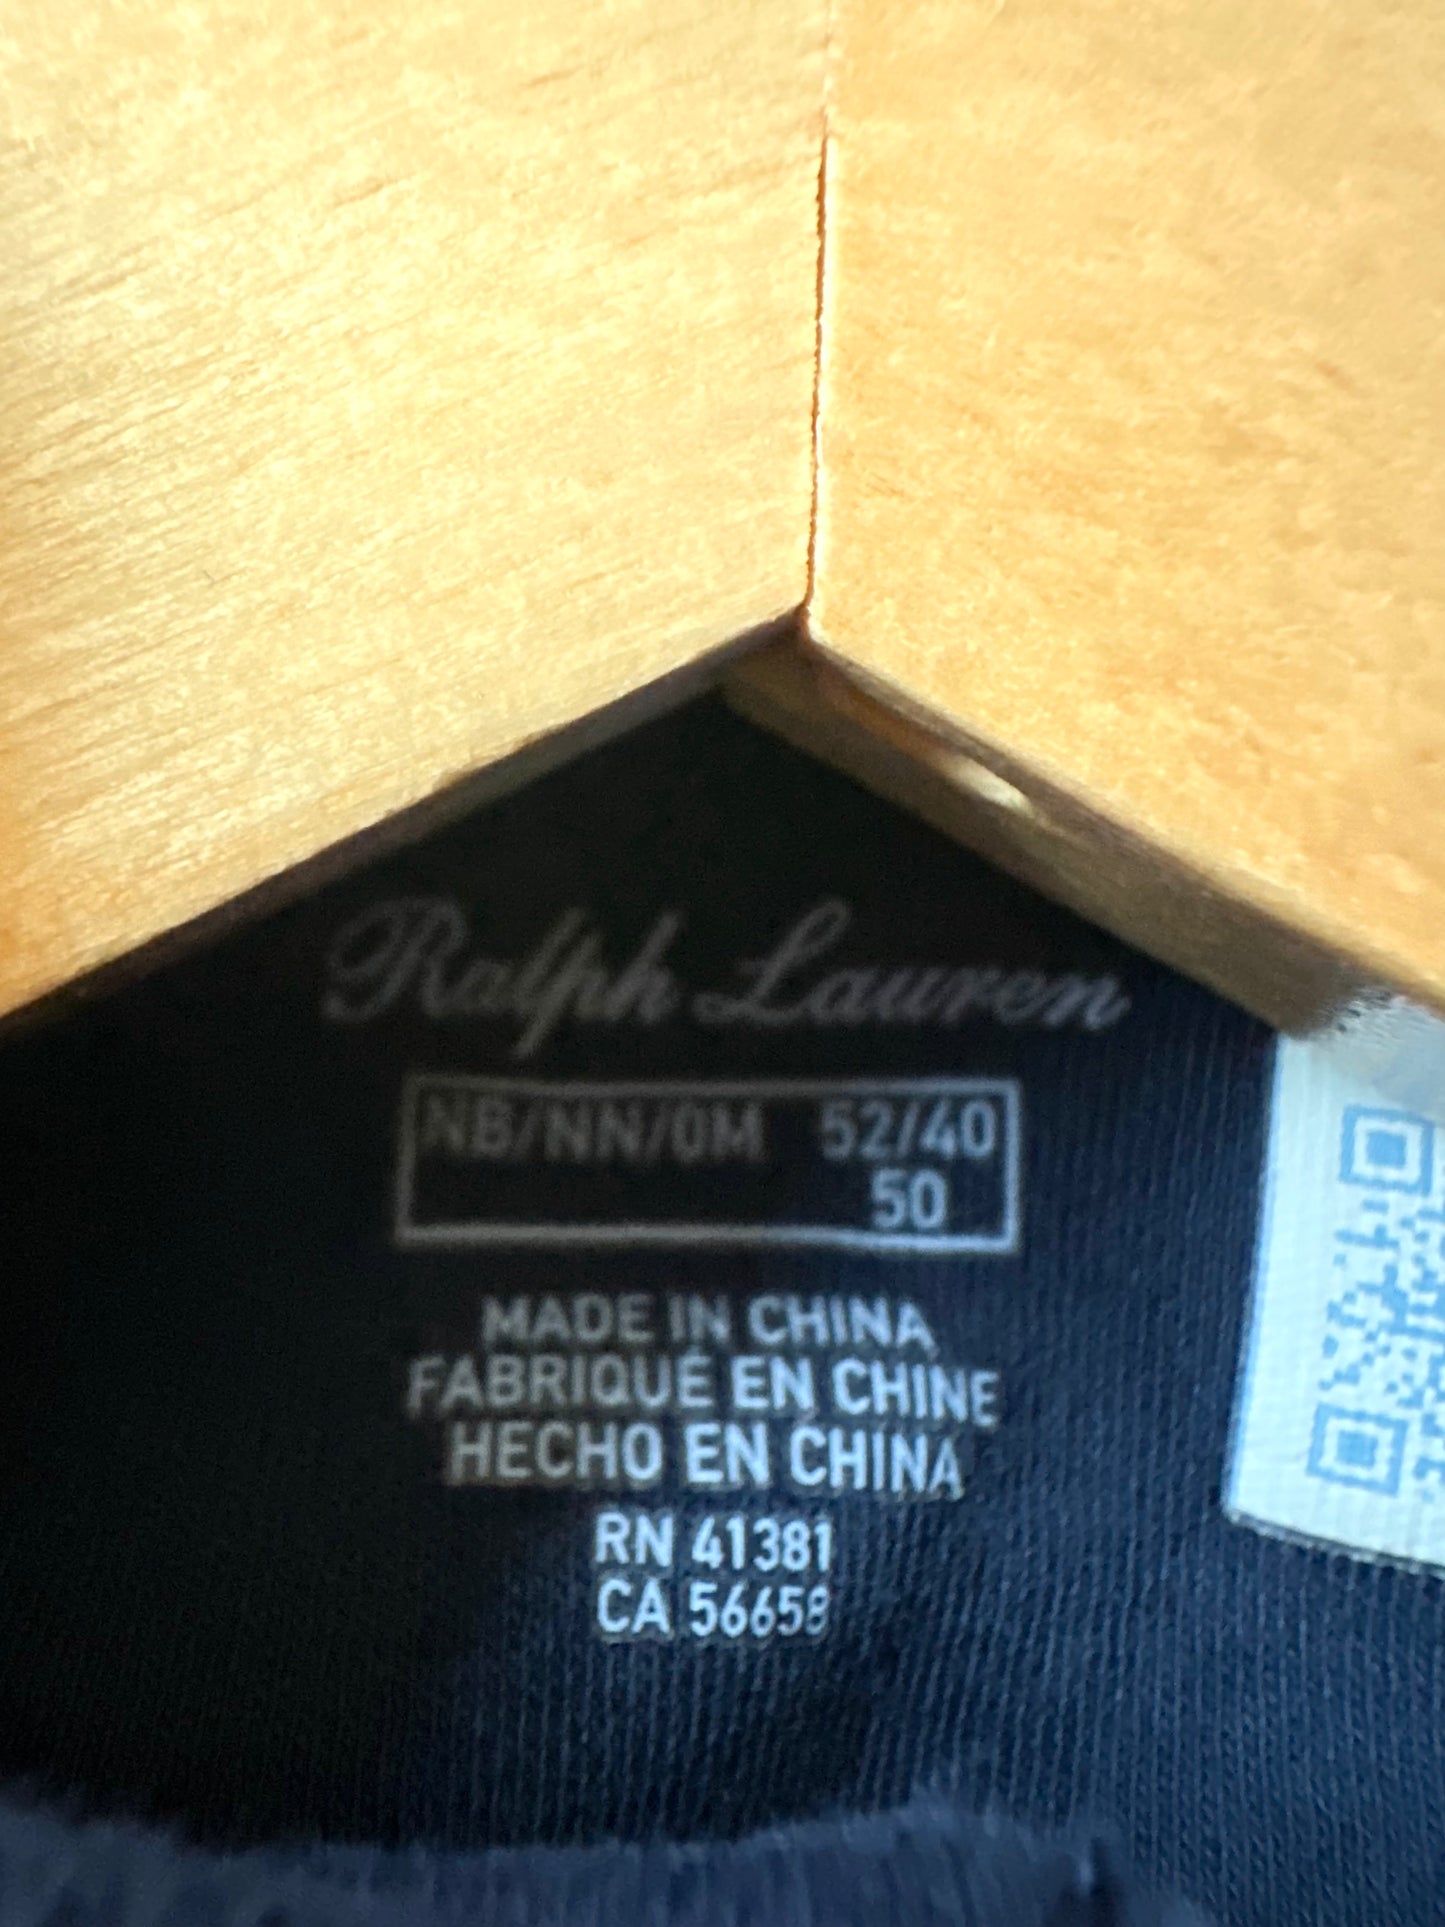 Ralph Lauren
NB/NN/0M 52/40
50
MADE IN CHINA
FABRIQUÉ EN CHINE
HECHO EN CHINA
RN 41381
CA 56658